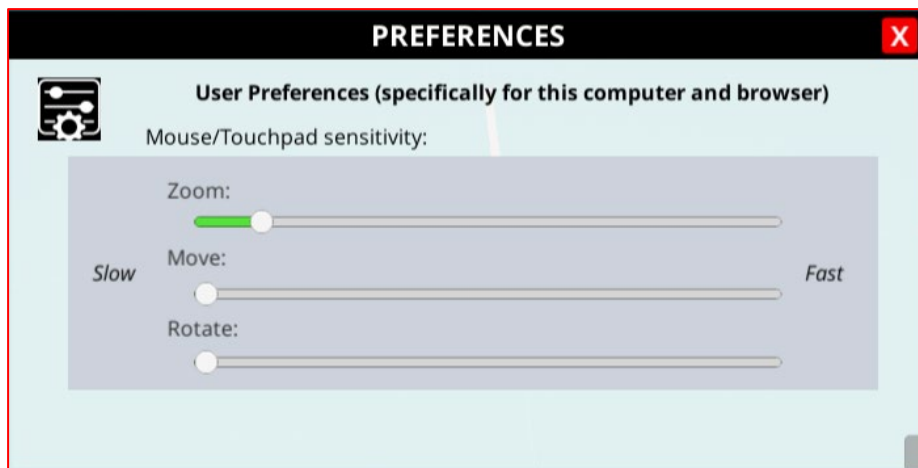 PREFERENCES
X
User Preferences (specifically for this computer and browser)
Mouse/Touchpad sensitivity:
Zoom:
Move:
Slow
Fast
Rotate: